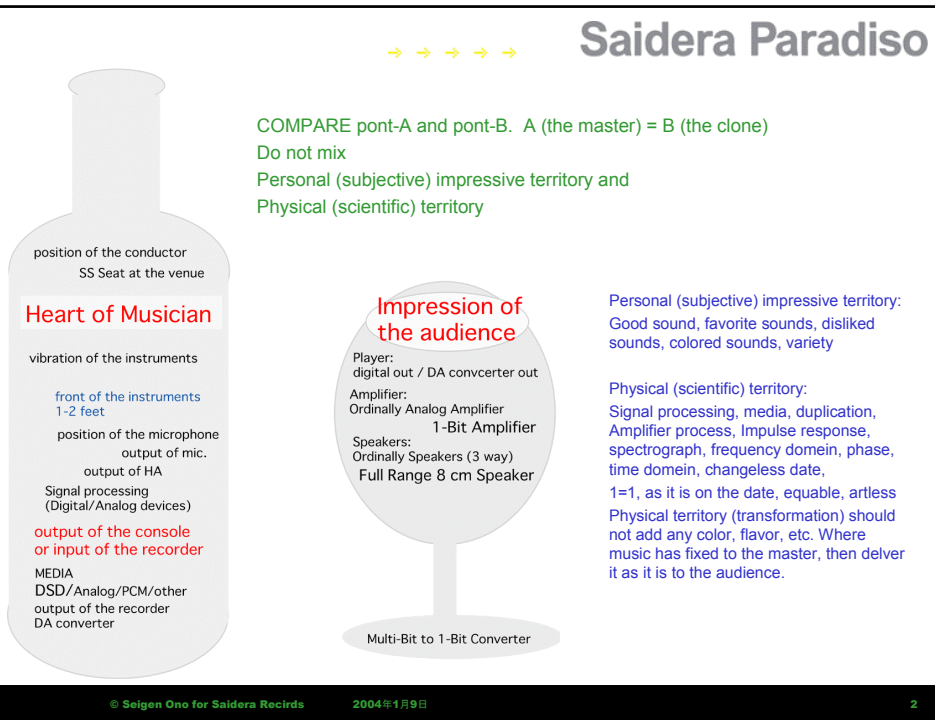 Saidera Paradiso
COMPARE pont-A and pont-B. A (the master) = B (the clone)
Do not mix
Personal (subjective) impressive territory and
Physical (scientific) territory
position of the conductor
SS Seat at the venue
Heart of Musician
vibration of the instruments
front of the instruments
1-2 feet
position of the microphone
output of mic.
output of HA
Signal processing
(Digital/Analog devices)
output of the console
or input of the recorder
MEDIA
DSD/Analog/PCM/other
output of the recorder
DA converter
Impression of
the audience
Player:
digital out / DA convcerter out
Amplifier:
Ordinally Analog Amplifier
1-Bit Amplifier
Speakers:
Ordinally Speakers (3 way)
Full Range 8 cm Speaker
Multi-Bit to 1-Bit Converter
Personal (subjective) impressive territory:
Good sound, favorite sounds, disliked
sounds, colored sounds, variety
Physical (scientific) territory:
Signal processing, media, duplication,
Amplifier process, Impulse response,
spectrograph, frequency domein, phase,
time domein, changeless date,
1=1, as it is on the date, equable, artless
Physical territory (transformation) should
not add any color, flavor, etc. Where
music has fixed to the master, then delver
it as it is to the audience.
© Seigen Ono for Saidera Recirds 2004年1月9日 2